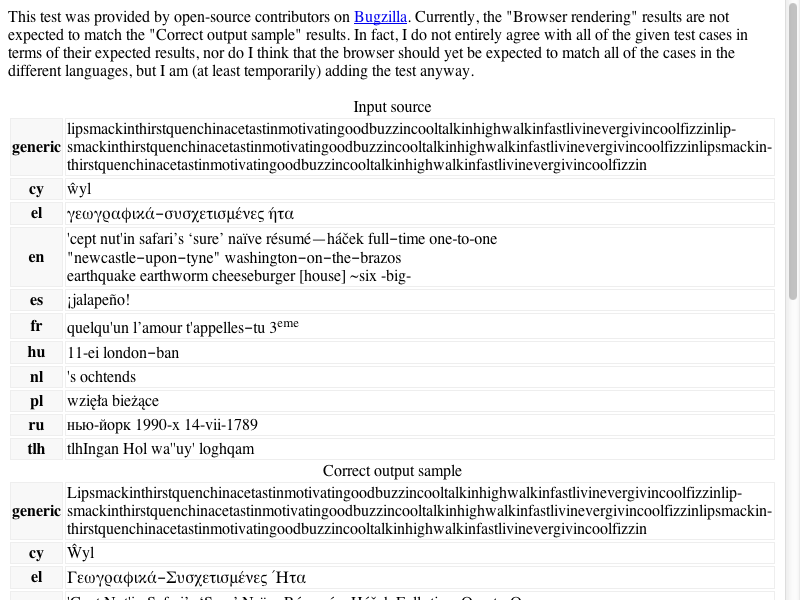 This test was provided by open-source contributors on Bugzilla. Currently, the "Browser rendering" results are not
expected to match the "Correct output sample" results. In fact, I do not entirely agree with all of the given test cases in
terms of their expected results, nor do I think that the browser should yet be expected to match all of the cases in the
different languages, but I am (at least temporarily) adding the test anyway.
Input source
generic lipsmackinthirstquenchinacetastinmotivatingoodbuzzincooltalkinhighwalkinfastlivinevergivincoolfizzinlip-
smackinthirstquenchinacetastinmotivatingoodbuzzincooltalkinhighwalkinfastlivinevergivincoolfizzinlipsmackin-
thirstquenchinacetastinmotivatingoodbuzzincooltalkinhighwalkinfastlivinevergivincoolfizzin
cy ŵyl
el γεωγραφικά−συσχετισμένες ήτα
'cept nut'in safari’s ‘sure’ naïve résumé—háček full−time one-to-one
en "newcastle−upon−tyne" washington−on−the−brazos
earthquake earthworm cheeseburger [house] ~six -big-
es ¡jalapeño!
fr quelqu'un l’amour t'appelles−tu 3eme
hu 11-ei london−ban
nl 's ochtends
pl wzięła bieżące
ru нью-йорк 1990-х 14-vii-1789
tlh tlhIngan Hol wa''uy' loghqam
Correct output sample
generic Lipsmackinthirstquenchinacetastinmotivatingoodbuzzincooltalkinhighwalkinfastlivinevergivincoolfizzinlip-
smackinthirstquenchinacetastinmotivatingoodbuzzincooltalkinhighwalkinfastlivinevergivincoolfizzinlipsmackin-
thirstquenchinacetastinmotivatingoodbuzzincooltalkinhighwalkinfastlivinevergivincoolfizzin
cy Ŵyl
el Γεωγραφικά−Συσχετισμένες Ήτα